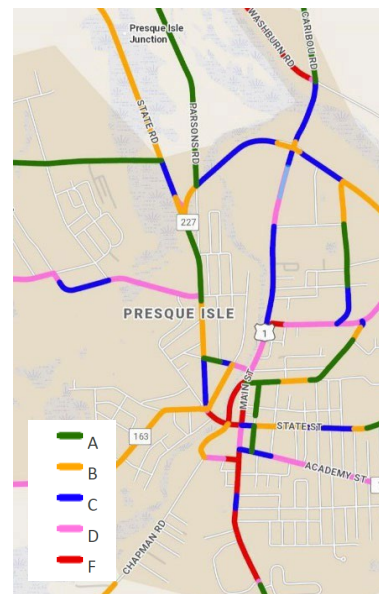 Presque Isle
Junction
WASHBURN RD
CARIBOU RD
STATE RD
PARSONS RD
227
PRESQUE ISLE
1
MAIN ST
163
STATE ST
ACADEMY ST
1
CHAPMAN RD
A
B
C
D
F